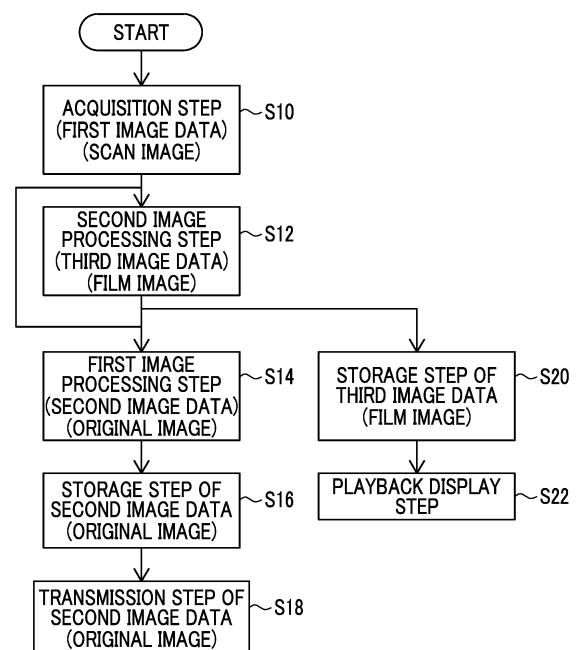 START
ACQUISITION STEP
(FIRST IMAGE DATA)
(SCAN IMAGE)
S10
SECOND IMAGE
PROCESSING STEP
(THIRD IMAGE DATA)
(FILM IMAGE)
S12
FIRST IMAGE
PROCESSING STEP
(SECOND IMAGE DATA)
(ORIGINAL IMAGE)
S14
STORAGE STEP OF
THIRD IMAGE DATA
(FILM IMAGE)
S20
STORAGE STEP OF
SECOND IMAGE DATA
(ORIGINAL IMAGE)
S16
PLAYBACK DISPLAY
STEP
S22
TRANSMISSION STEP OF
SECOND IMAGE DATA
(ORIGINAL IMAGE)
S18